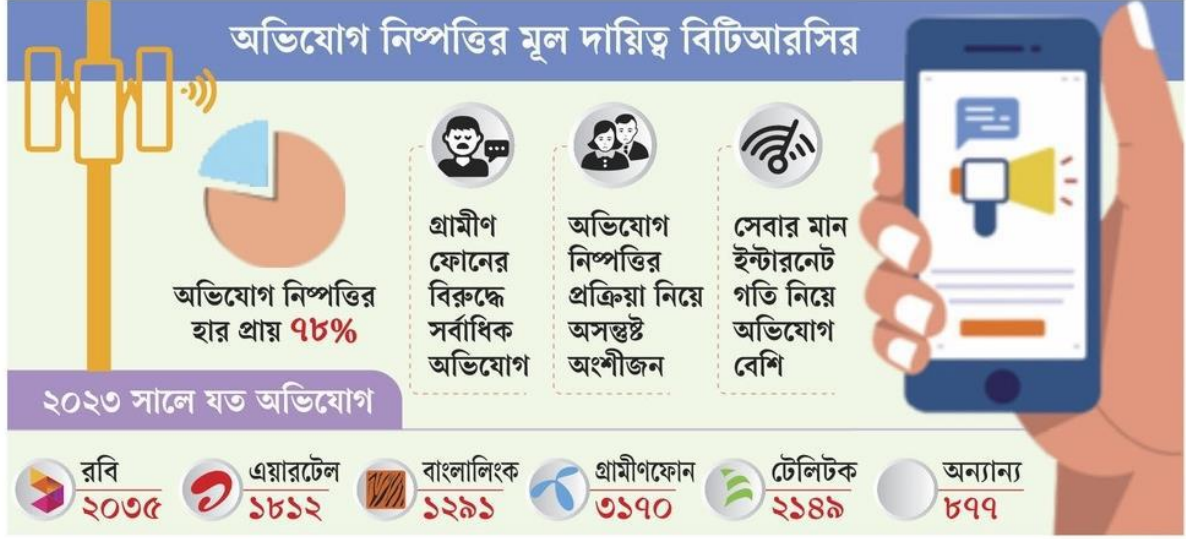 অভিযোগ নিষ্পত্তির মূল দায়িত্ব বিটিআরসির
অভিযোগ নিষ্পত্তির
হার প্রায় ৭৮%
গ্রামীণ
ফোনের
বিরুদ্ধে
সর্বাধিক
অভিযোগ
অভিযোগ
নিষ্পত্তির
প্রক্রিয়া নিয়ে
অসন্তুষ্ট
অংশীজন
সেবার মান
ইন্টারনেট
গতি নিয়ে
অভিযোগ
বেশি
২০২৩ সালে যত অভিযোগ
রবি
২০৩৫
এয়ারটেল
১৮১২
বাংলালিংক
১২৯১
গ্রামীণফোন
৩১৭০
টেলিটক
২১৪৯
অন্যান্য
৮৭৭